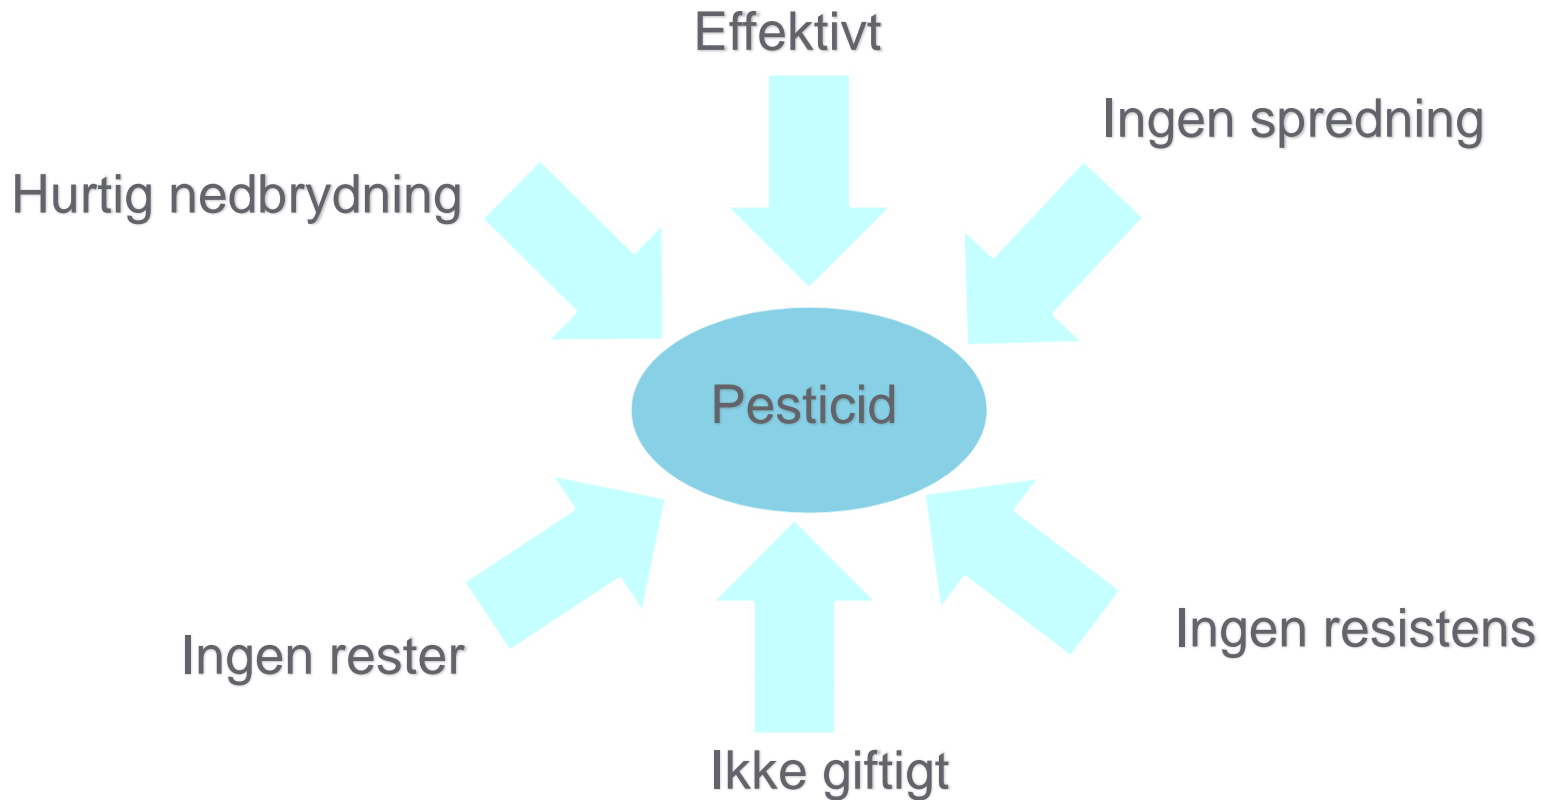 Effektivt
Ingen spredning
Hurtig nedbrydning
Pesticid
Ingen rester
Ingen resistens
Ikke giftigt